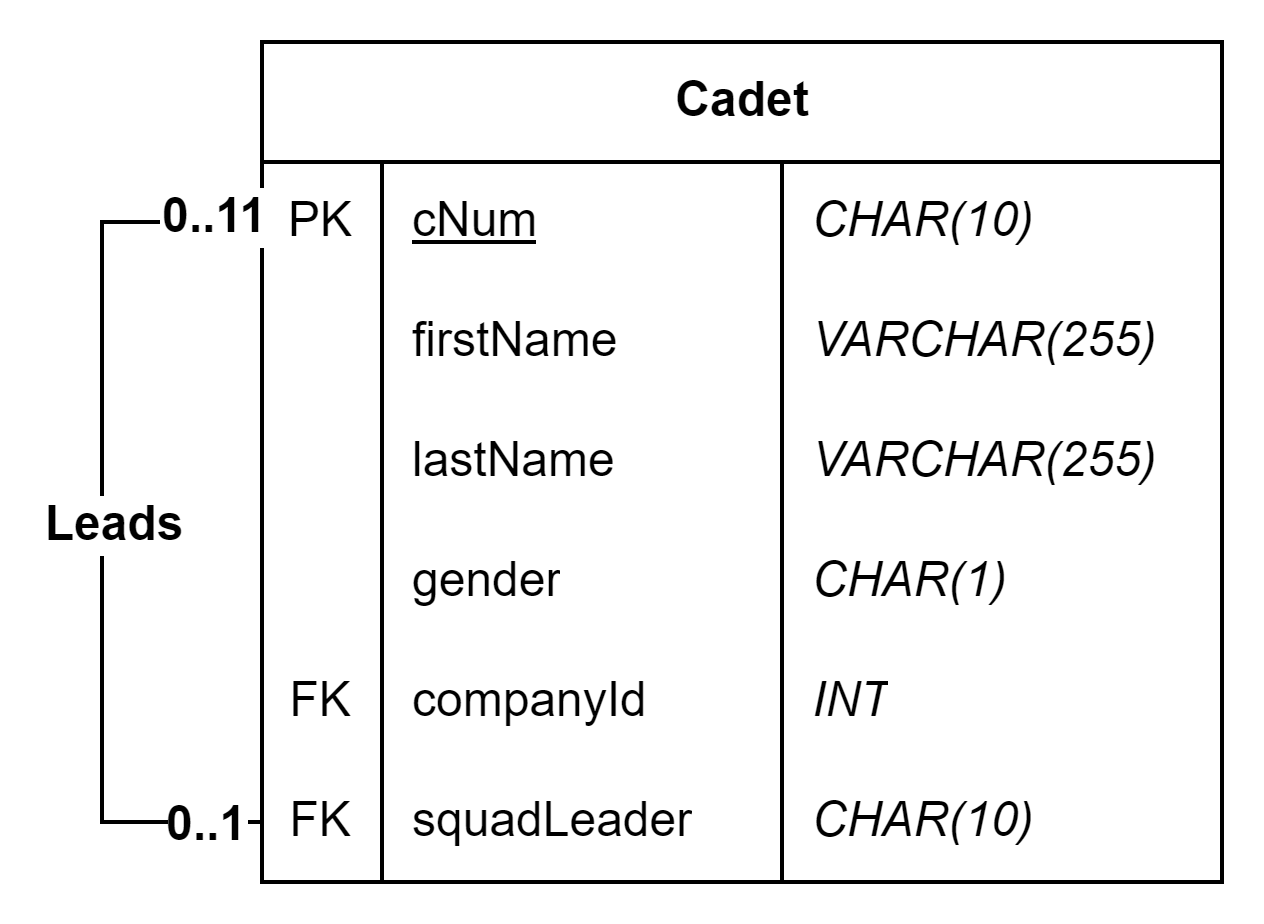 Cadet
0..11 PK cNum CHAR(10)
firstName VARCHAR(255)
lastName VARCHAR(255)
Leads
gender CHAR(1)
FK companyId INT
0..1 FK squadLeader CHAR(10)